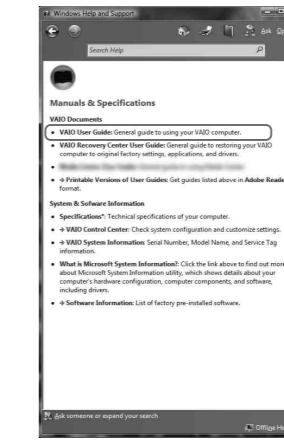 Windows Help and Support
Ask
Search Help
Manuals & Specifications
VAIO Documents
• VAIO User Guide: General guide to using your VAIO computer.
• VAIO Recovery Center User Guide: General guide to restoring your VAIO
computer to original factory settings, applications, and drivers.
• → Printable Versions of User Guides: Get guides listed above in Adobe Reade
format.
System & Software Information
• Specifications*: Technical specifications of your computer.
• → VAIO Control Center: Check system configuration and customize settings.
• → VAIO System Information: Serial Number, Model Name, and Service Tag
information.
• What is Microsoft System Information?: Click the link above to find out more
about Microsoft System Information utility, which shows details about your
computer's hardware configuration, computer components, and software,
including drivers.
• → Software Information: List of factory pre-installed software.
Ask someone or expand your search
Offline He